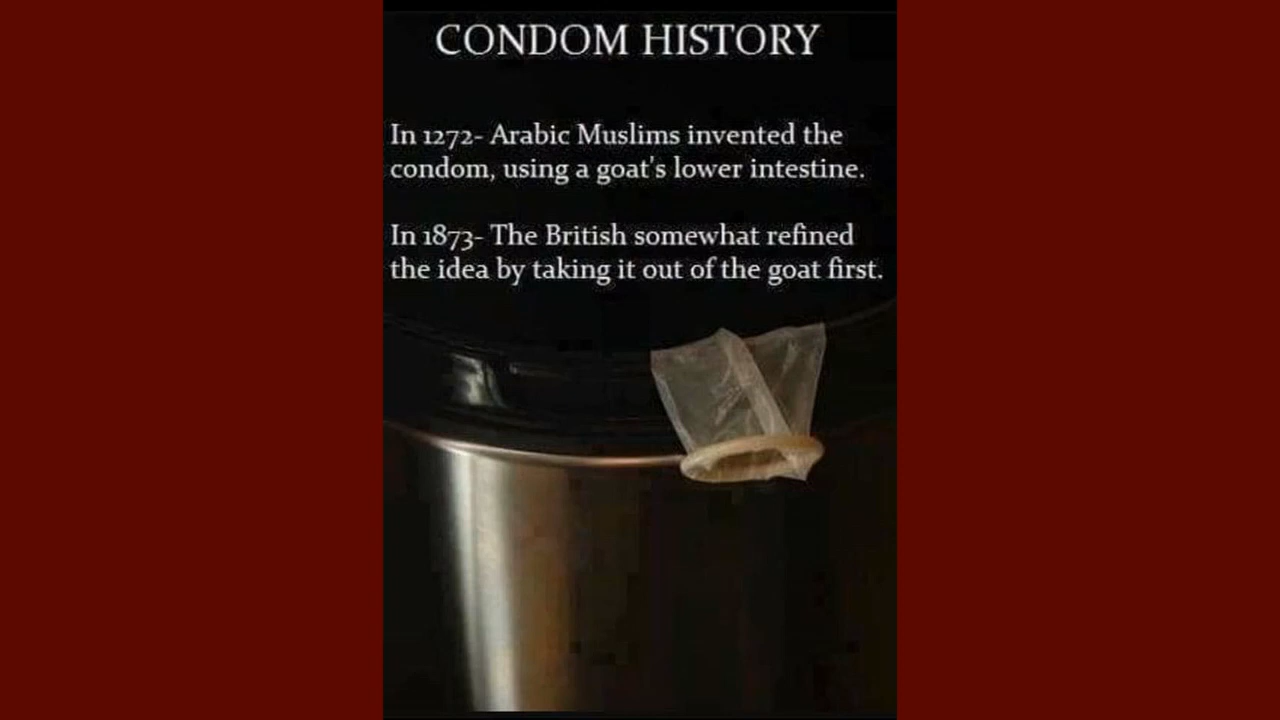 CONDOM HISTORY
In 1272- Arabic Muslims invented the
condom, using a goat's lower intestine.
In 1873- The British somewhat refined
the idea by taking it out of the goat first.